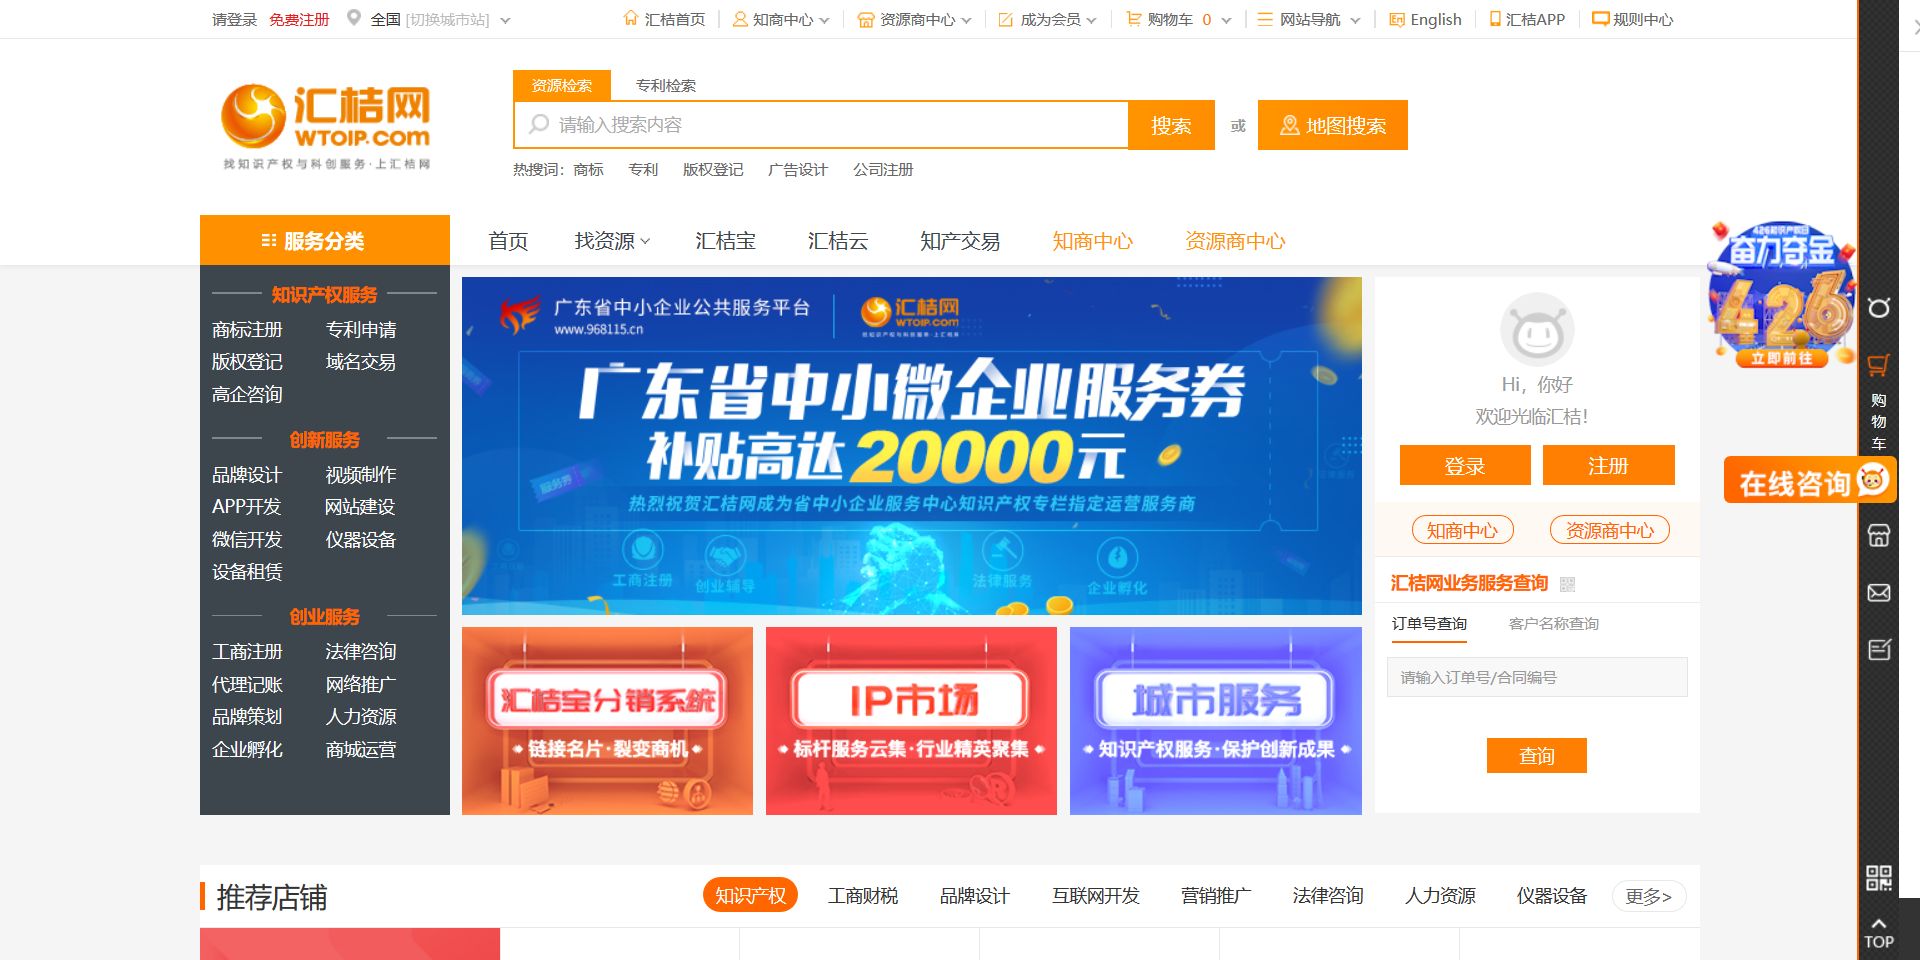 请登录 免费注册 全国 [切换城市站]
汇桔首页 知商中心 资源商中心 成为会员 购物车 0 网站导航 English 汇桔APP 规则中心
汇桔网
WTOIP.COM
找知识产权与科创服务·上汇桔网
资源检索 专利检索
请输入搜索内容 搜索 或 地图搜索
热搜词： 商标 专利 版权登记 广告设计 公司注册
服务分类 首页 找资源 汇桔宝 汇桔云 知产交易 知商中心 资源商中心
知识产权服务
商标注册 专利申请
版权登记 域名交易
高企咨询
创新服务
品牌设计 视频制作
APP开发 网站建设
微信开发 仪器设备
设备租赁
创业服务
工商注册 法律咨询
代理记账 网络推广
品牌策划 人力资源
企业孵化 商城运营
广东省中小企业公共服务平台
www.968115.cn
汇桔网
WTOIP.COM
广东省中小微企业服务券
补贴高达20000元
服务券
热烈祝贺汇桔网成为省中小企业服务中心知识产权专栏指定运营服务商
工商注册 创业辅导 法律服务 企业孵化
汇桔宝分销系统
链接名片·裂变商机
IP市场
标杆服务云集·行业精英聚集
城市服务
知识产权服务·保护创新成果
Hi，你好
欢迎光临汇桔！
登录 注册
知商中心 资源商中心
汇桔网业务服务查询
订单号查询 客户名称查询
请输入订单号/合同编号
查询
426知识产权日
奋力夺金
426
立即前往
购物车
在线咨询
TOP
推荐店铺 知识产权 工商财税 品牌设计 互联网开发 营销推广 法律咨询 人力资源 仪器设备 更多>